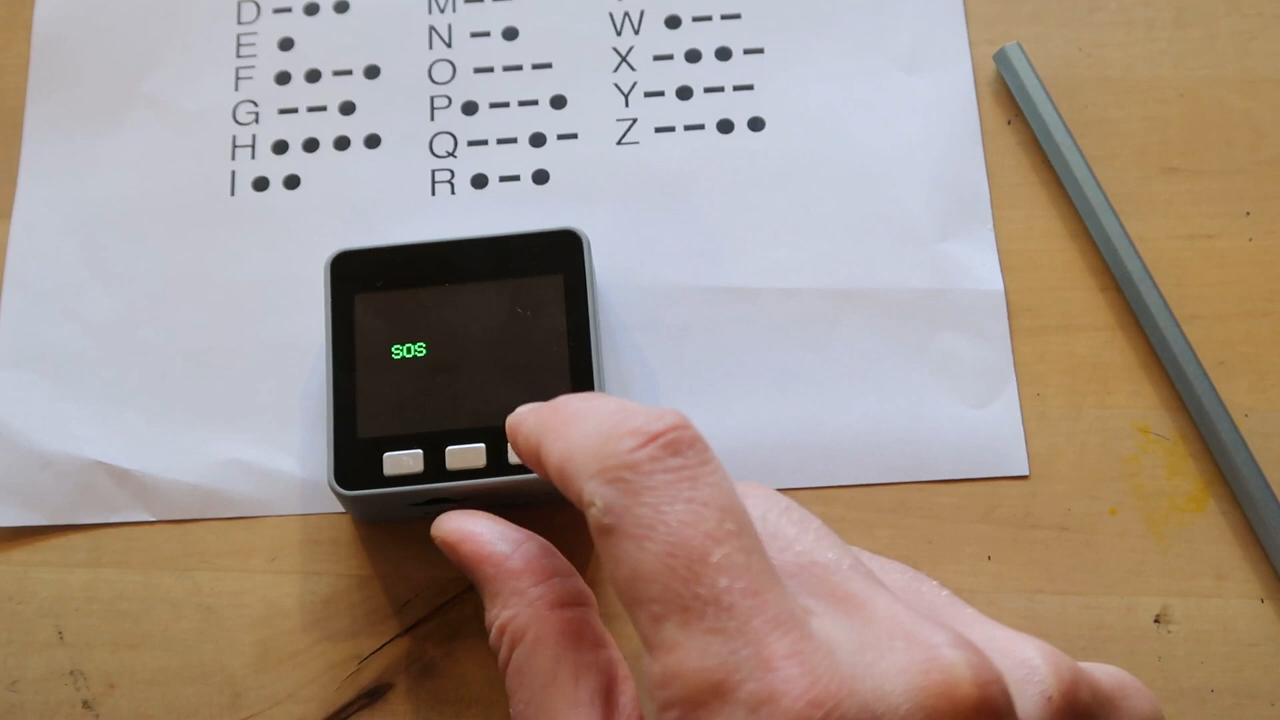 D –●●
E ●
F ●●–●
G ––●
H ●●●●
I ●●
M ––
N –●
O –––
P ●––●
Q ––●–
R ●–●
W ●––
X –●●–
Y –●––
Z ––●●
SOS